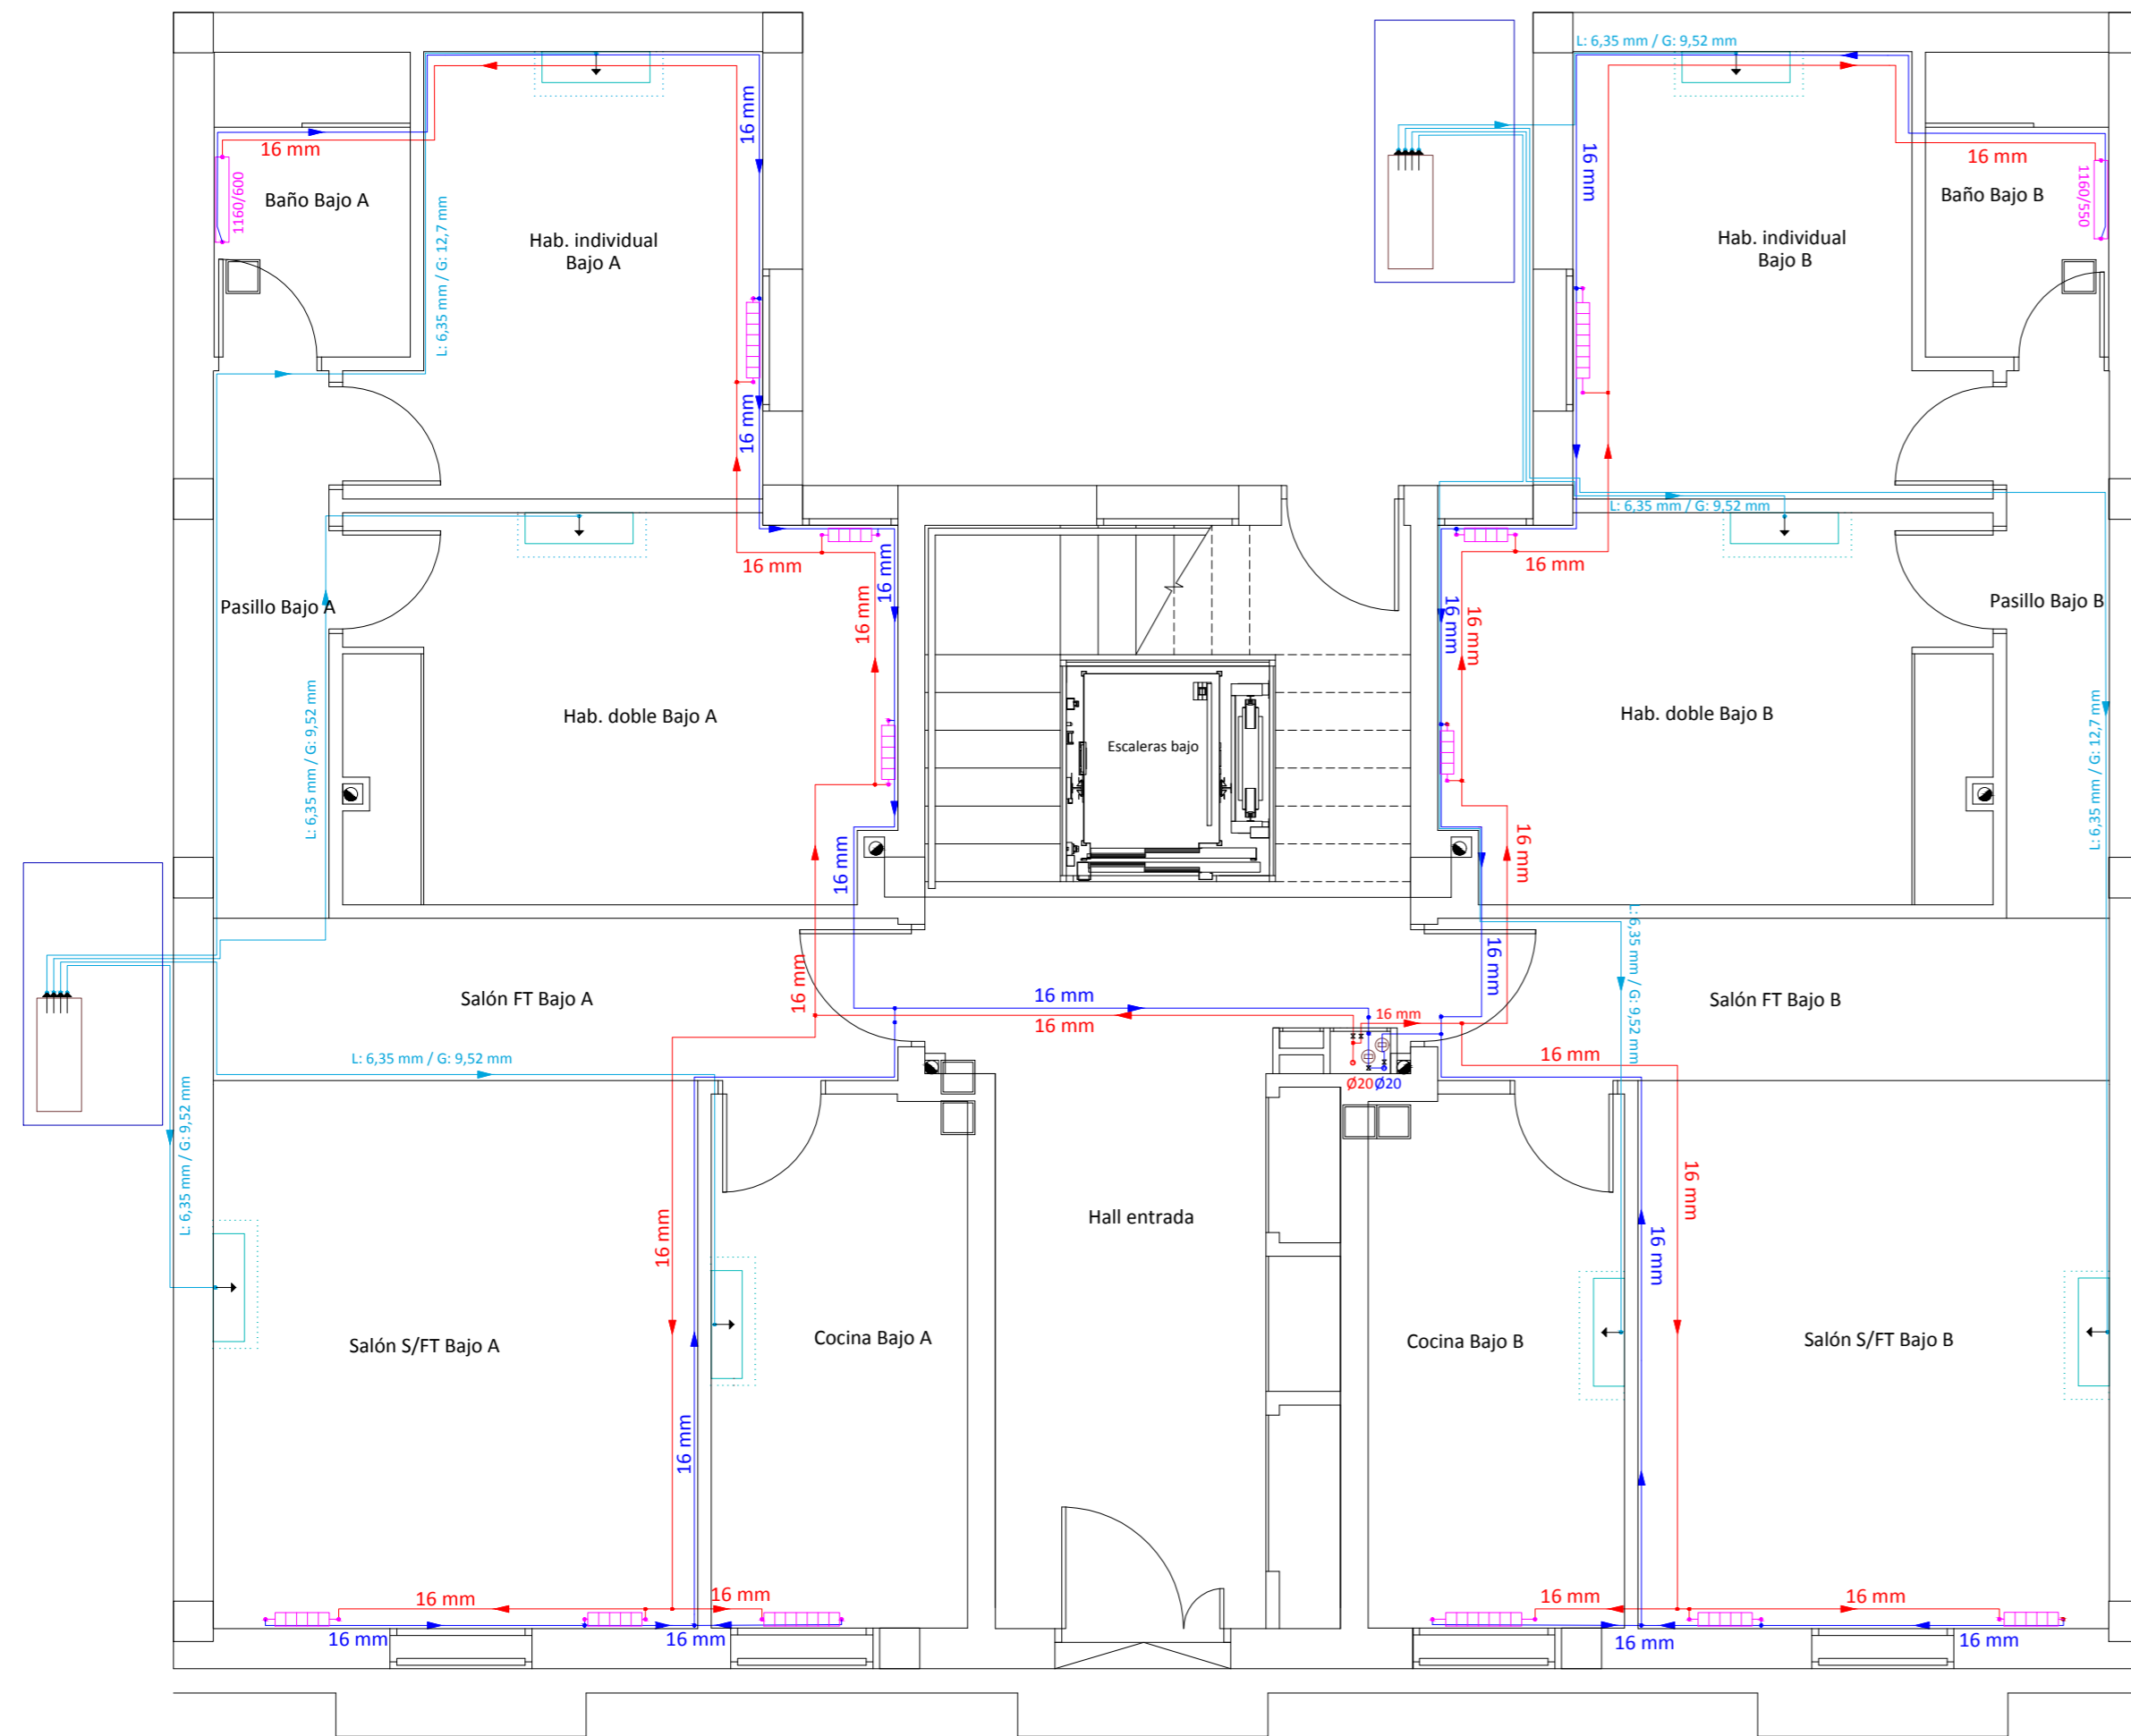 L: 6,35 mm / G: 9,52 mm
16 mm
16 mm
16 mm
16 mm
16 mm
1160/600
Baño Bajo A
L: 6,35 mm / G: 12,7 mm
Hab. individual
Bajo A
1160/550
Baño Bajo B
Hab. individual
Bajo B
16 mm
L: 6,35 mm / G: 9,52 mm
16 mm
16 mm
16 mm
16 mm
16 mm
16 mm
Pasillo Bajo A
Pasillo Bajo B
L: 6,35 mm / G: 9,52 mm
Hab. doble Bajo A
Escaleras bajo
Hab. doble Bajo B
L: 6,35 mm / G: 12,7 mm
16 mm
16 mm
16 mm
16 mm
L: 6,35 mm / G: 9,52 mm
Salón FT Bajo A
16 mm
16 mm
16 mm
Salón FT Bajo B
L: 6,35 mm / G: 9,52 mm
16 mm
Ø20
Ø20
L: 6,35 mm / G: 9,52 mm
16 mm
16 mm
Hall entrada
16 mm
Salón S/FT Bajo A
Cocina Bajo A
Cocina Bajo B
Salón S/FT Bajo B
16 mm
16 mm
16 mm
16 mm
16 mm
16 mm
16 mm
16 mm
16 mm